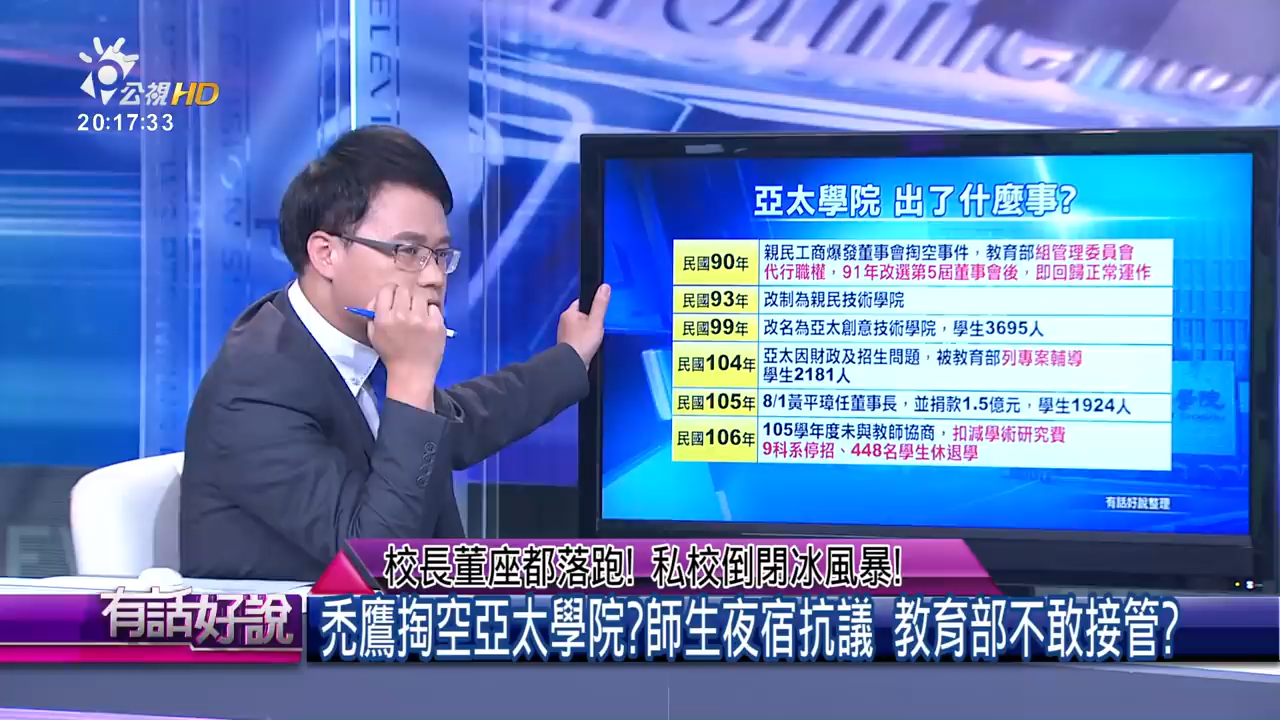 公視HD
20:17:33
亞太學院 出了什麼事?
民國90年 親民工商爆發董事會掏空事件，教育部組管理委員會
代行職權，91年改選第5屆董事會後，即回歸正常運作
民國93年 改制為親民技術學院
民國99年 改名為亞太創意技術學院，學生3695人
民國104年 亞太因財政及招生問題，被教育部列專案輔導
學生2181人
民國105年 8/1黃平璋任董事長，並捐款1.5億元，學生1924人
民國106年 105學年度未與教師協商，扣減學術研究費
9科系停招、448名學生休退學
有話好說整理
校長董座都落跑! 私校倒閉冰風暴!
有話好說
禿鷹掏空亞太學院?師生夜宿抗議 教育部不敢接管?